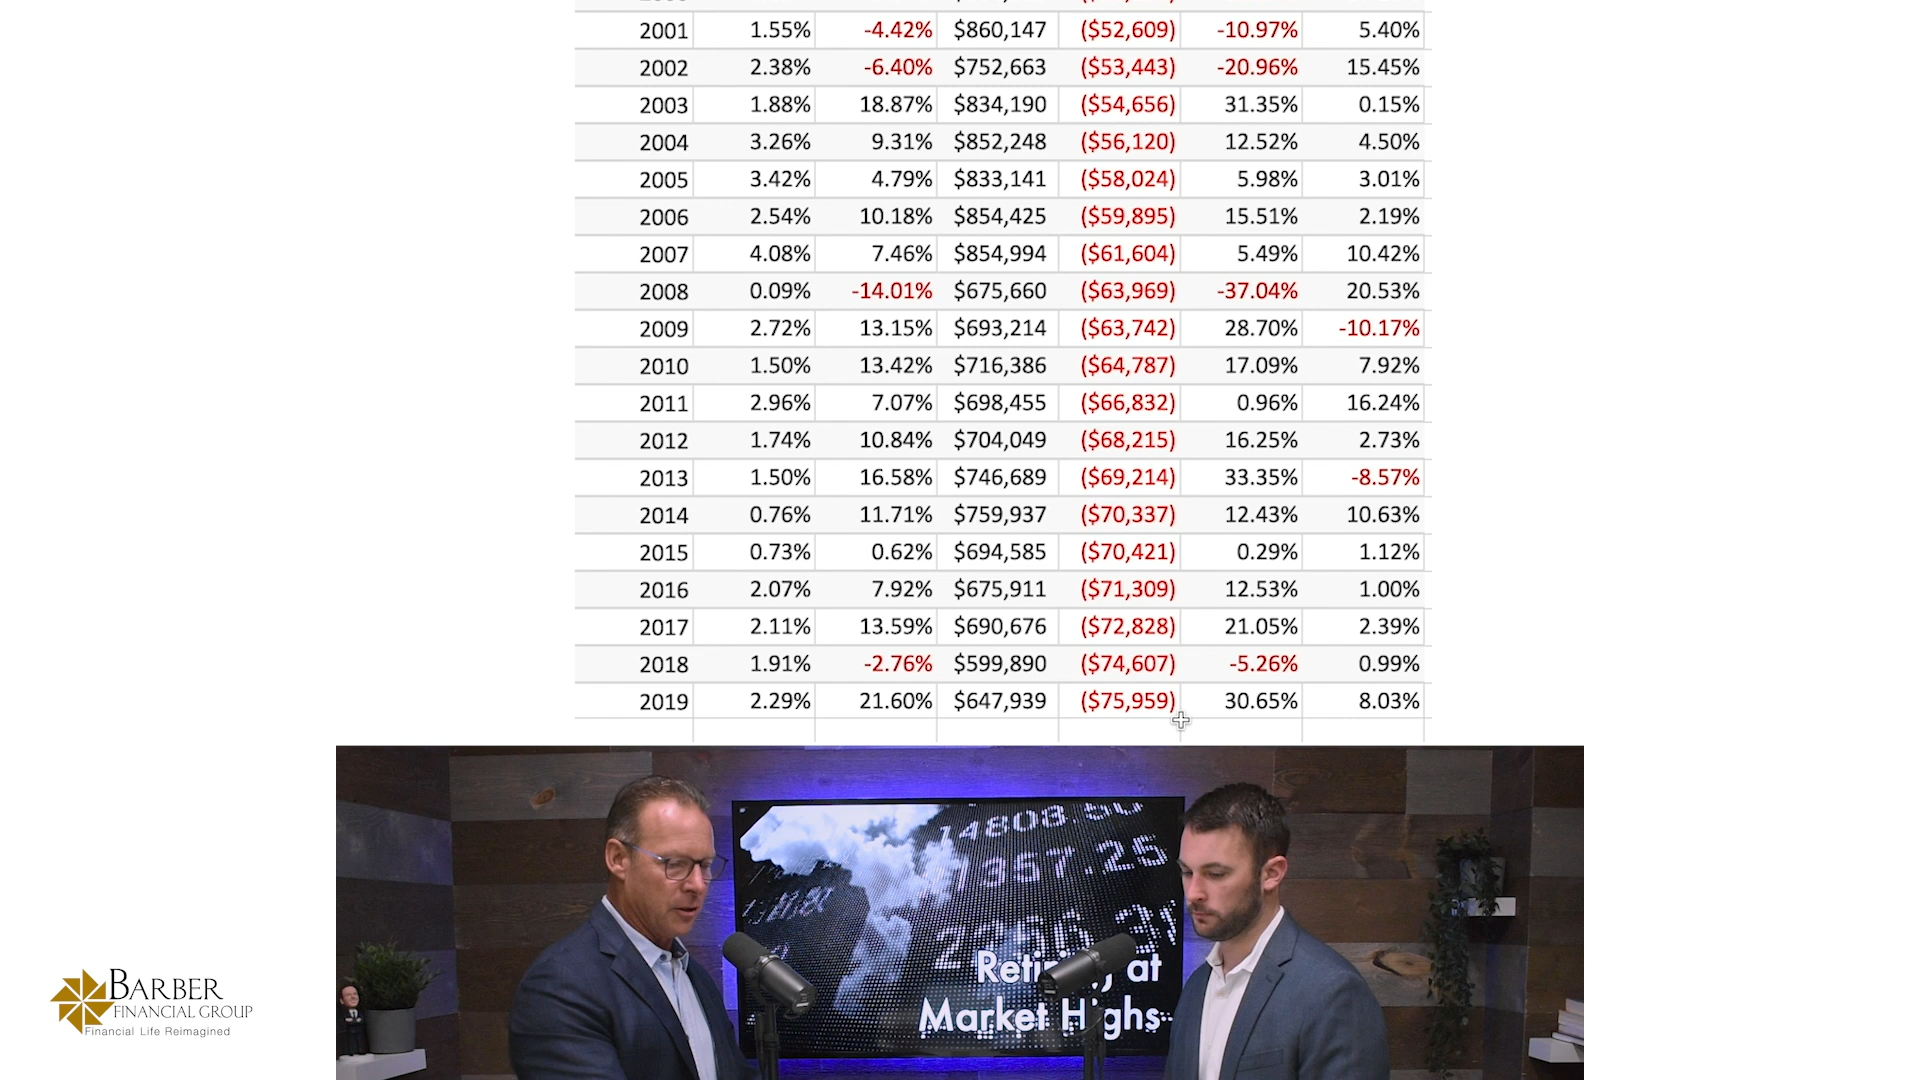 2001 1.55% -4.42% $860,147 ($52,609) -10.97% 5.40%
2002 2.38% -6.40% $752,663 ($53,443) -20.96% 15.45%
2003 1.88% 18.87% $834,190 ($54,656) 31.35% 0.15%
2004 3.26% 9.31% $852,248 ($56,120) 12.52% 4.50%
2005 3.42% 4.79% $833,141 ($58,024) 5.98% 3.01%
2006 2.54% 10.18% $854,425 ($59,895) 15.51% 2.19%
2007 4.08% 7.46% $854,994 ($61,604) 5.49% 10.42%
2008 0.09% -14.01% $675,660 ($63,969) -37.04% 20.53%
2009 2.72% 13.15% $693,214 ($63,742) 28.70% -10.17%
2010 1.50% 13.42% $716,386 ($64,787) 17.09% 7.92%
2011 2.96% 7.07% $698,455 ($66,832) 0.96% 16.24%
2012 1.74% 10.84% $704,049 ($68,215) 16.25% 2.73%
2013 1.50% 16.58% $746,689 ($69,214) 33.35% -8.57%
2014 0.76% 11.71% $759,937 ($70,337) 12.43% 10.63%
2015 0.73% 0.62% $694,585 ($70,421) 0.29% 1.12%
2016 2.07% 7.92% $675,911 ($71,309) 12.53% 1.00%
2017 2.11% 13.59% $690,676 ($72,828) 21.05% 2.39%
2018 1.91% -2.76% $599,890 ($74,607) -5.26% 0.99%
2019 2.29% 21.60% $647,939 ($75,959) 30.65% 8.03%
14808.50
1357.25
at
Market Highs
BARBER
FINANCIAL GROUP
Financial Life Reimagined